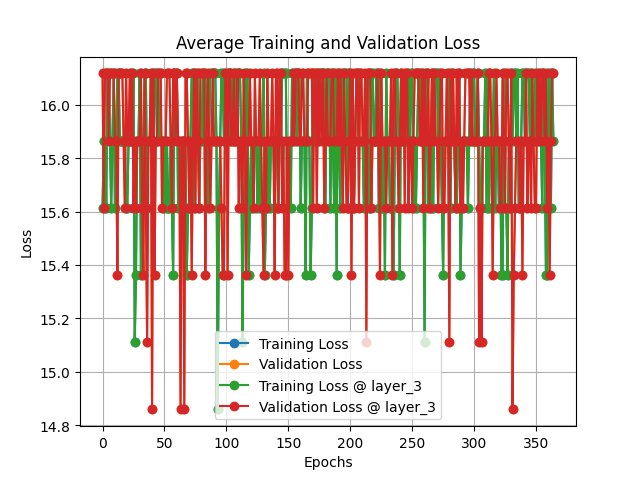 Average Training and Validation Loss
Loss
16.0
15.8
15.6
15.4
15.2
15.0
14.8
Training Loss
Validation Loss
Training Loss @ layer_3
Validation Loss @ layer_3
0 50 100 150 200 250 300 350
Epochs